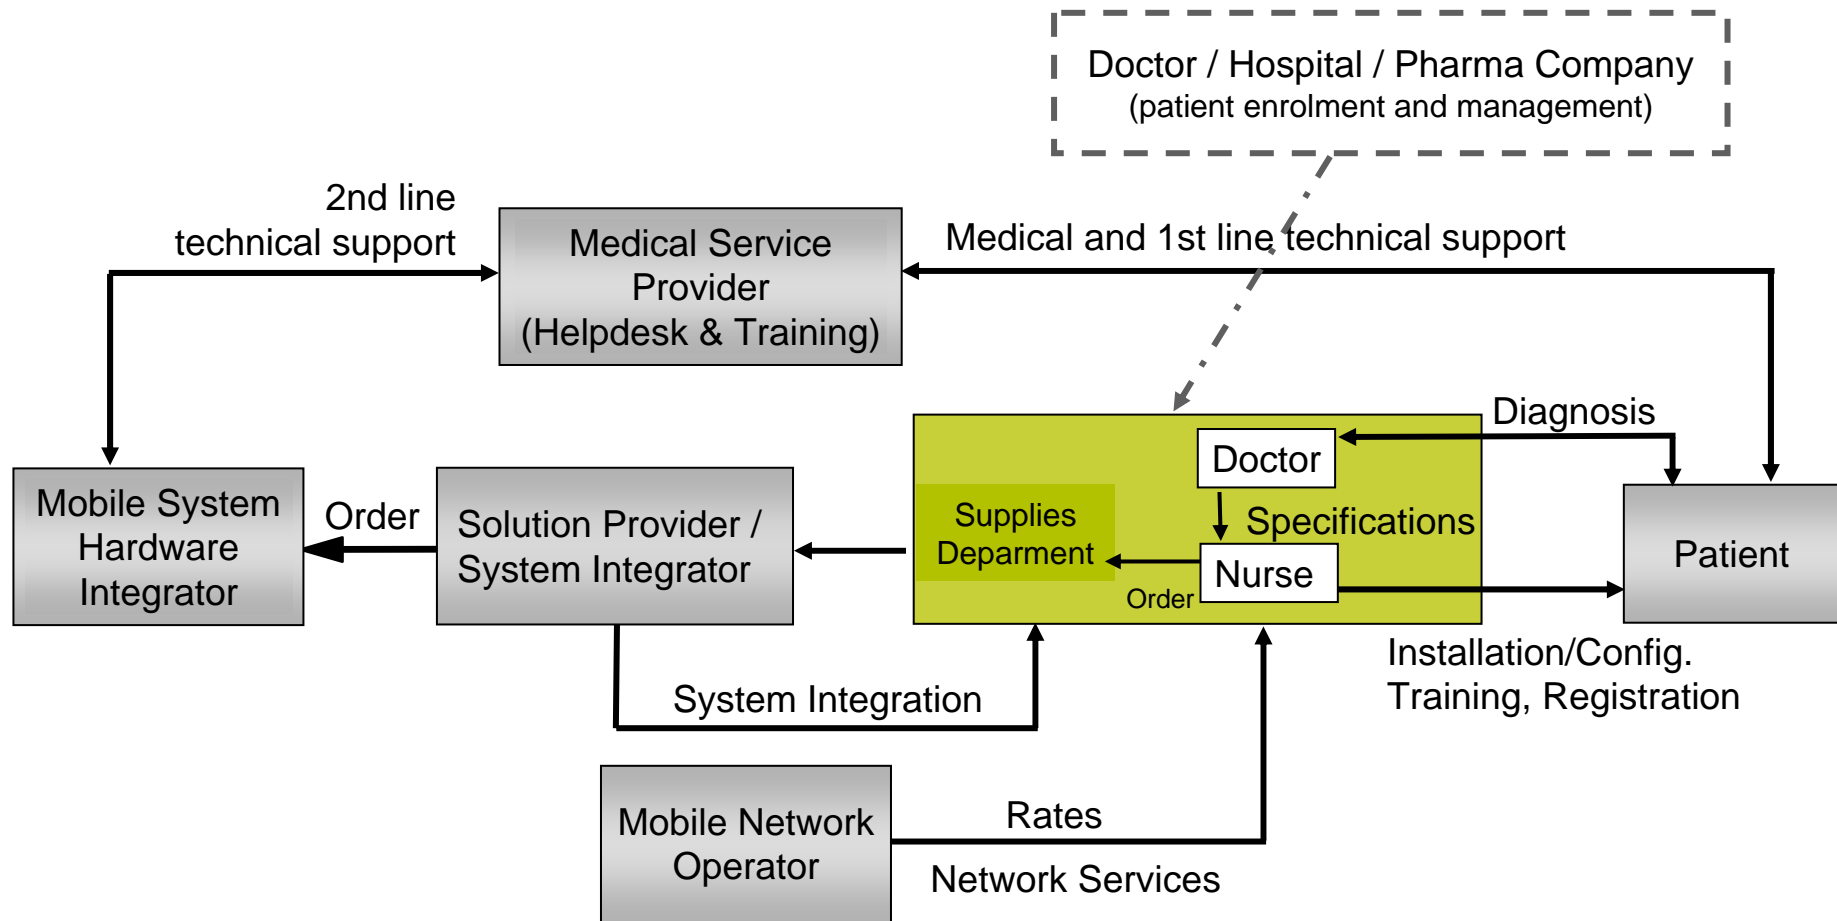 Doctor / Hospital / Pharma Company
(patient enrolment and management)
2nd line
technical support
Medical Service
Provider
(Helpdesk & Training)
Medical and 1st line technical support
Diagnosis
Mobile System
Hardware
Integrator
Order
Solution Provider /
System Integrator
Supplies
Deparment
Doctor
Specifications
Nurse
Order
Patient
Installation/Config.
Training, Registration
System Integration
Mobile Network
Operator
Rates
Network Services